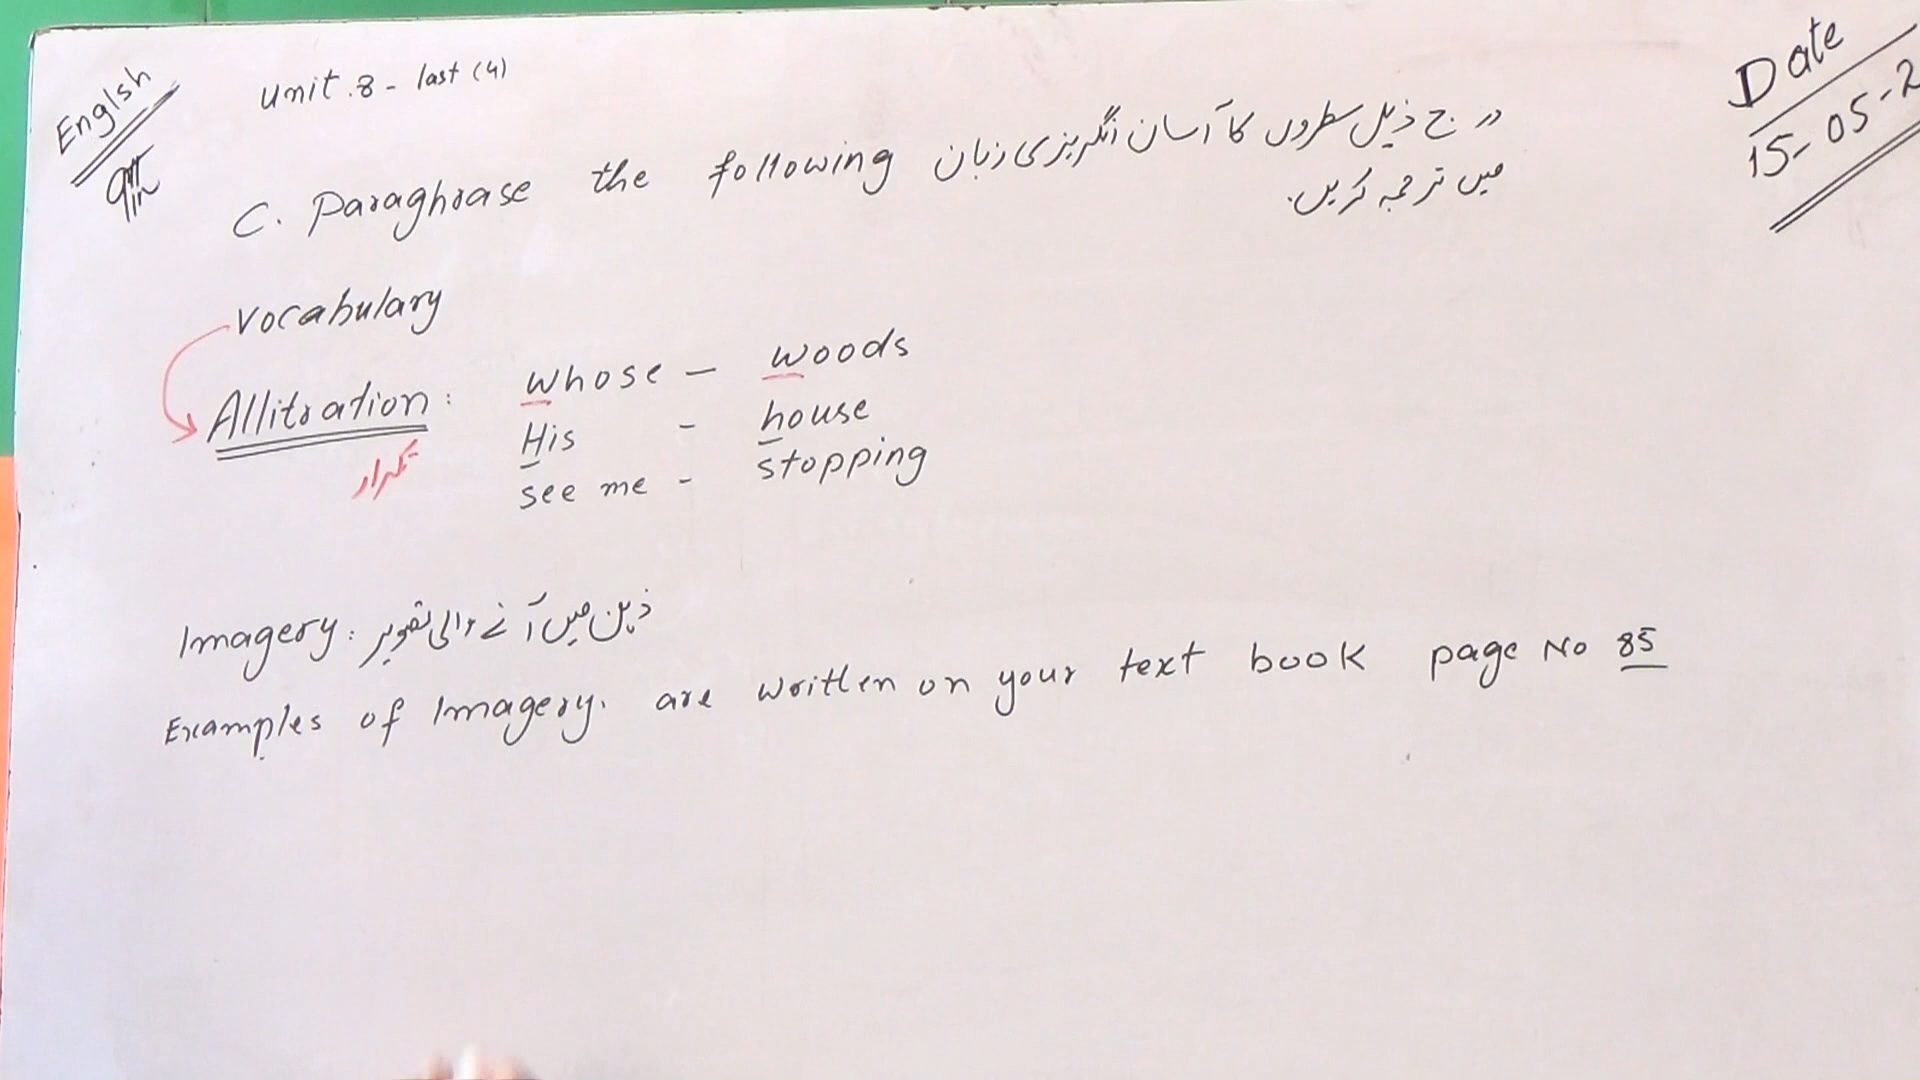 Englsh
9th
Unit .8 - last (4)
Date
15-05-2
C. Paraghrase the following درج ذیل سطروں کا آسان انگریزی زبان
میں ترجمہ کریں.
Vocabulary
Allitration : Whose - woods
تکرار
His - house
see me - stopping
Imagery: ذہن میں آنے والی تصویر
Examples of Imagery. are written on your text book page No 85